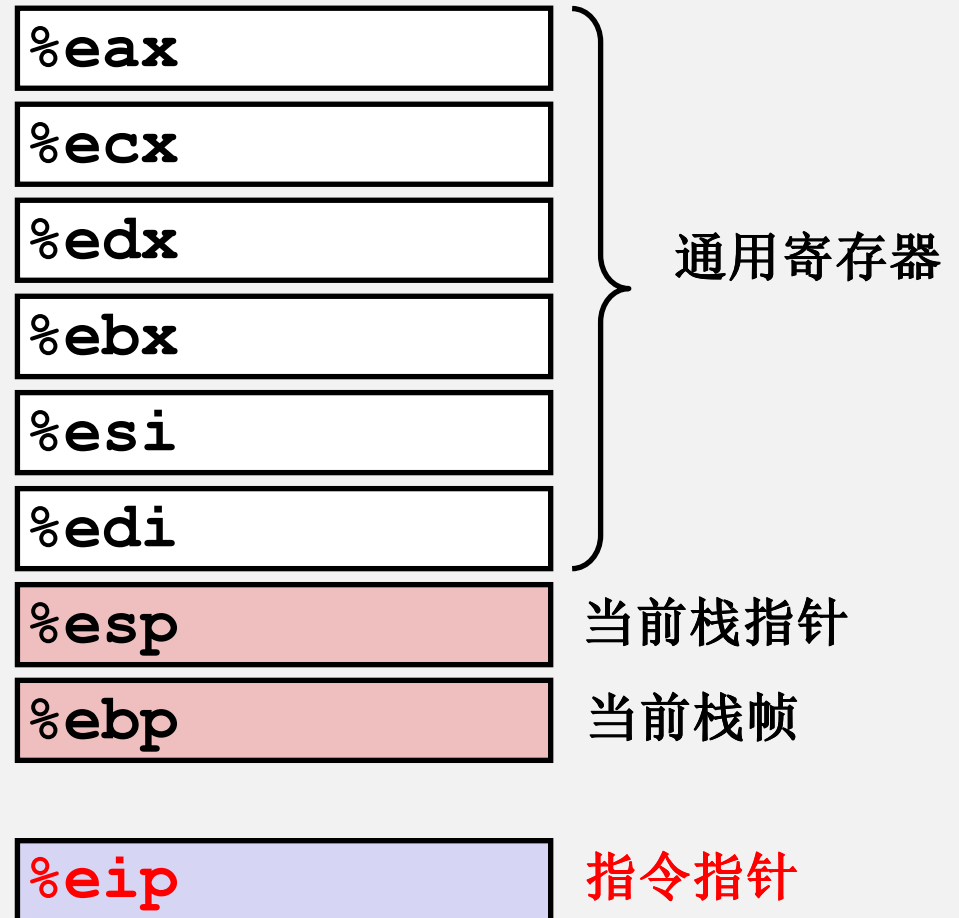 %eax
%ecx
%edx
通用寄存器
%ebx
%esi
%edi
%esp 当前栈指针
%ebp 当前栈帧
%eip 指令指针